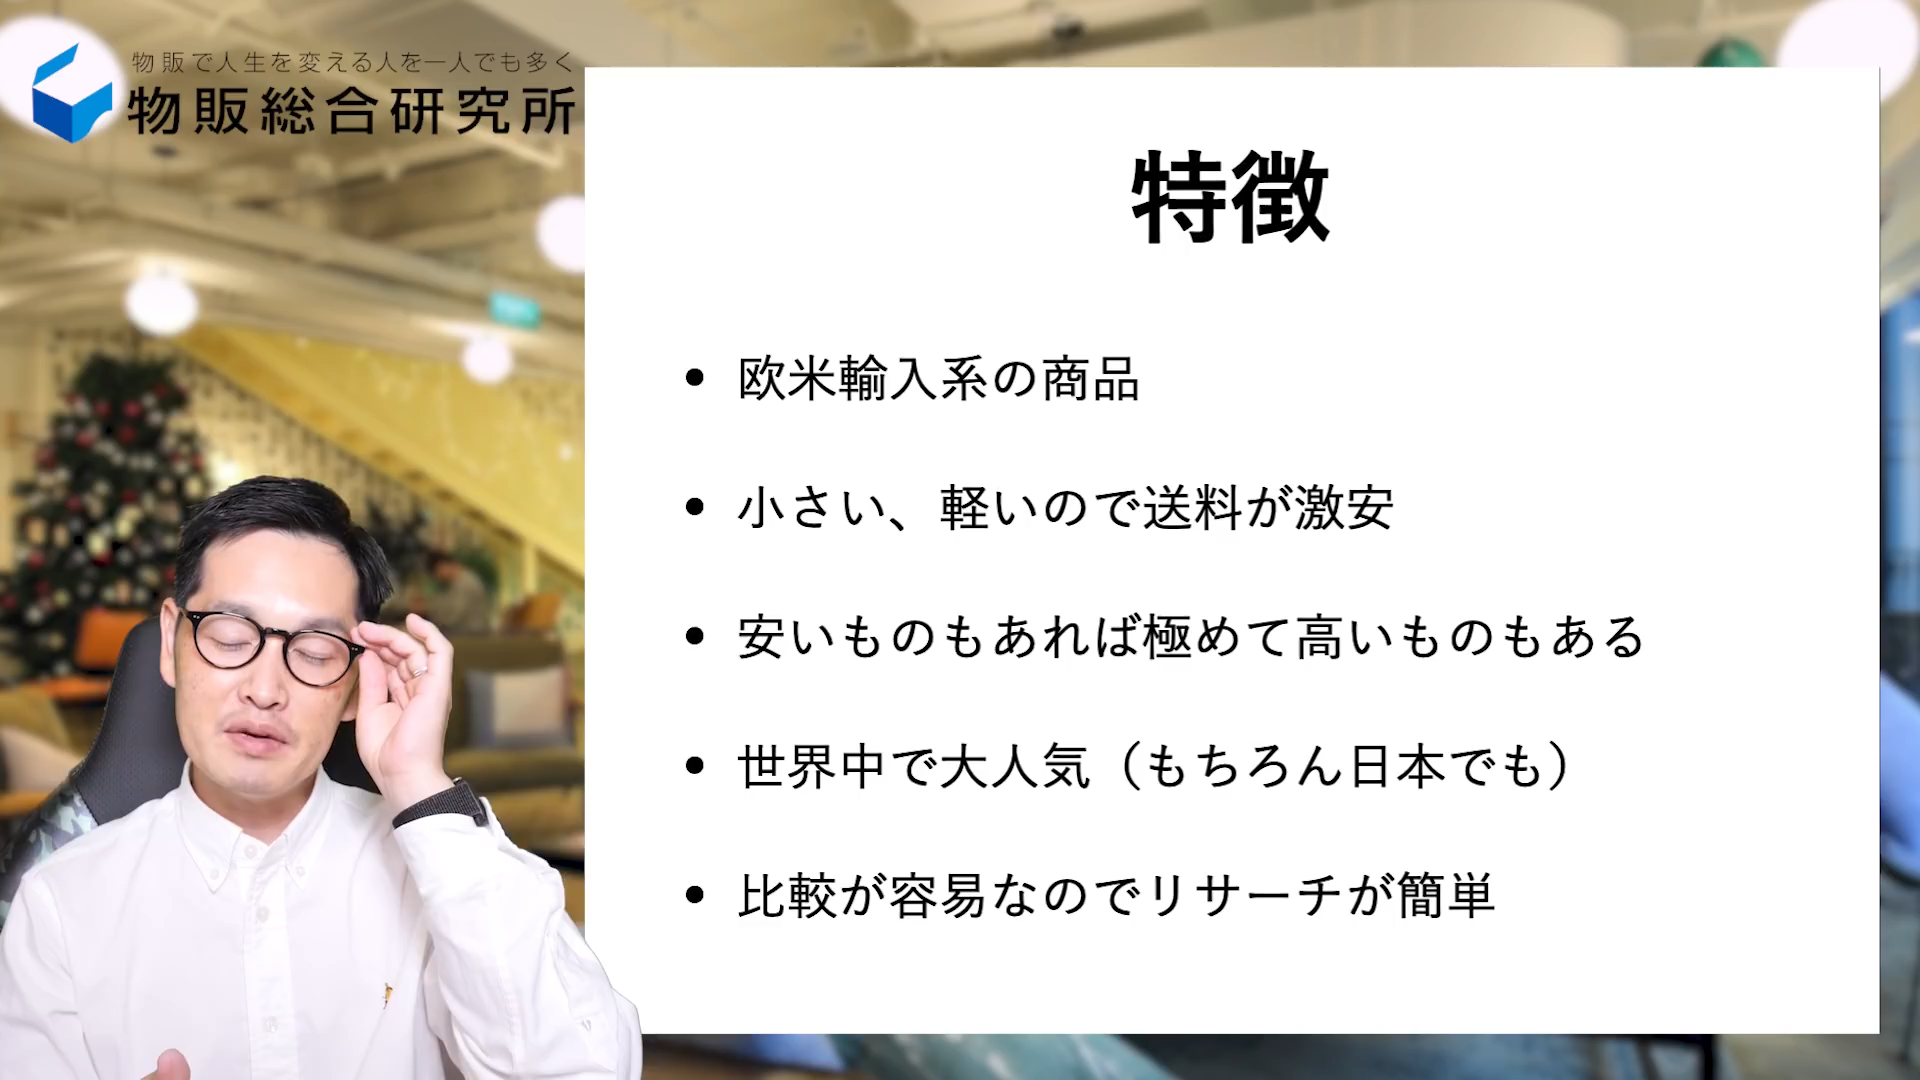 物販で人生を変える人を一人でも多く
物販総合研究所
特徴
• 欧米輸入系の商品
• 小さい、軽いので送料が激安
• 安いものもあれば極めて高いものもある
• 世界中で大人気（もちろん日本でも）
• 比較が容易なのでリサーチが簡単